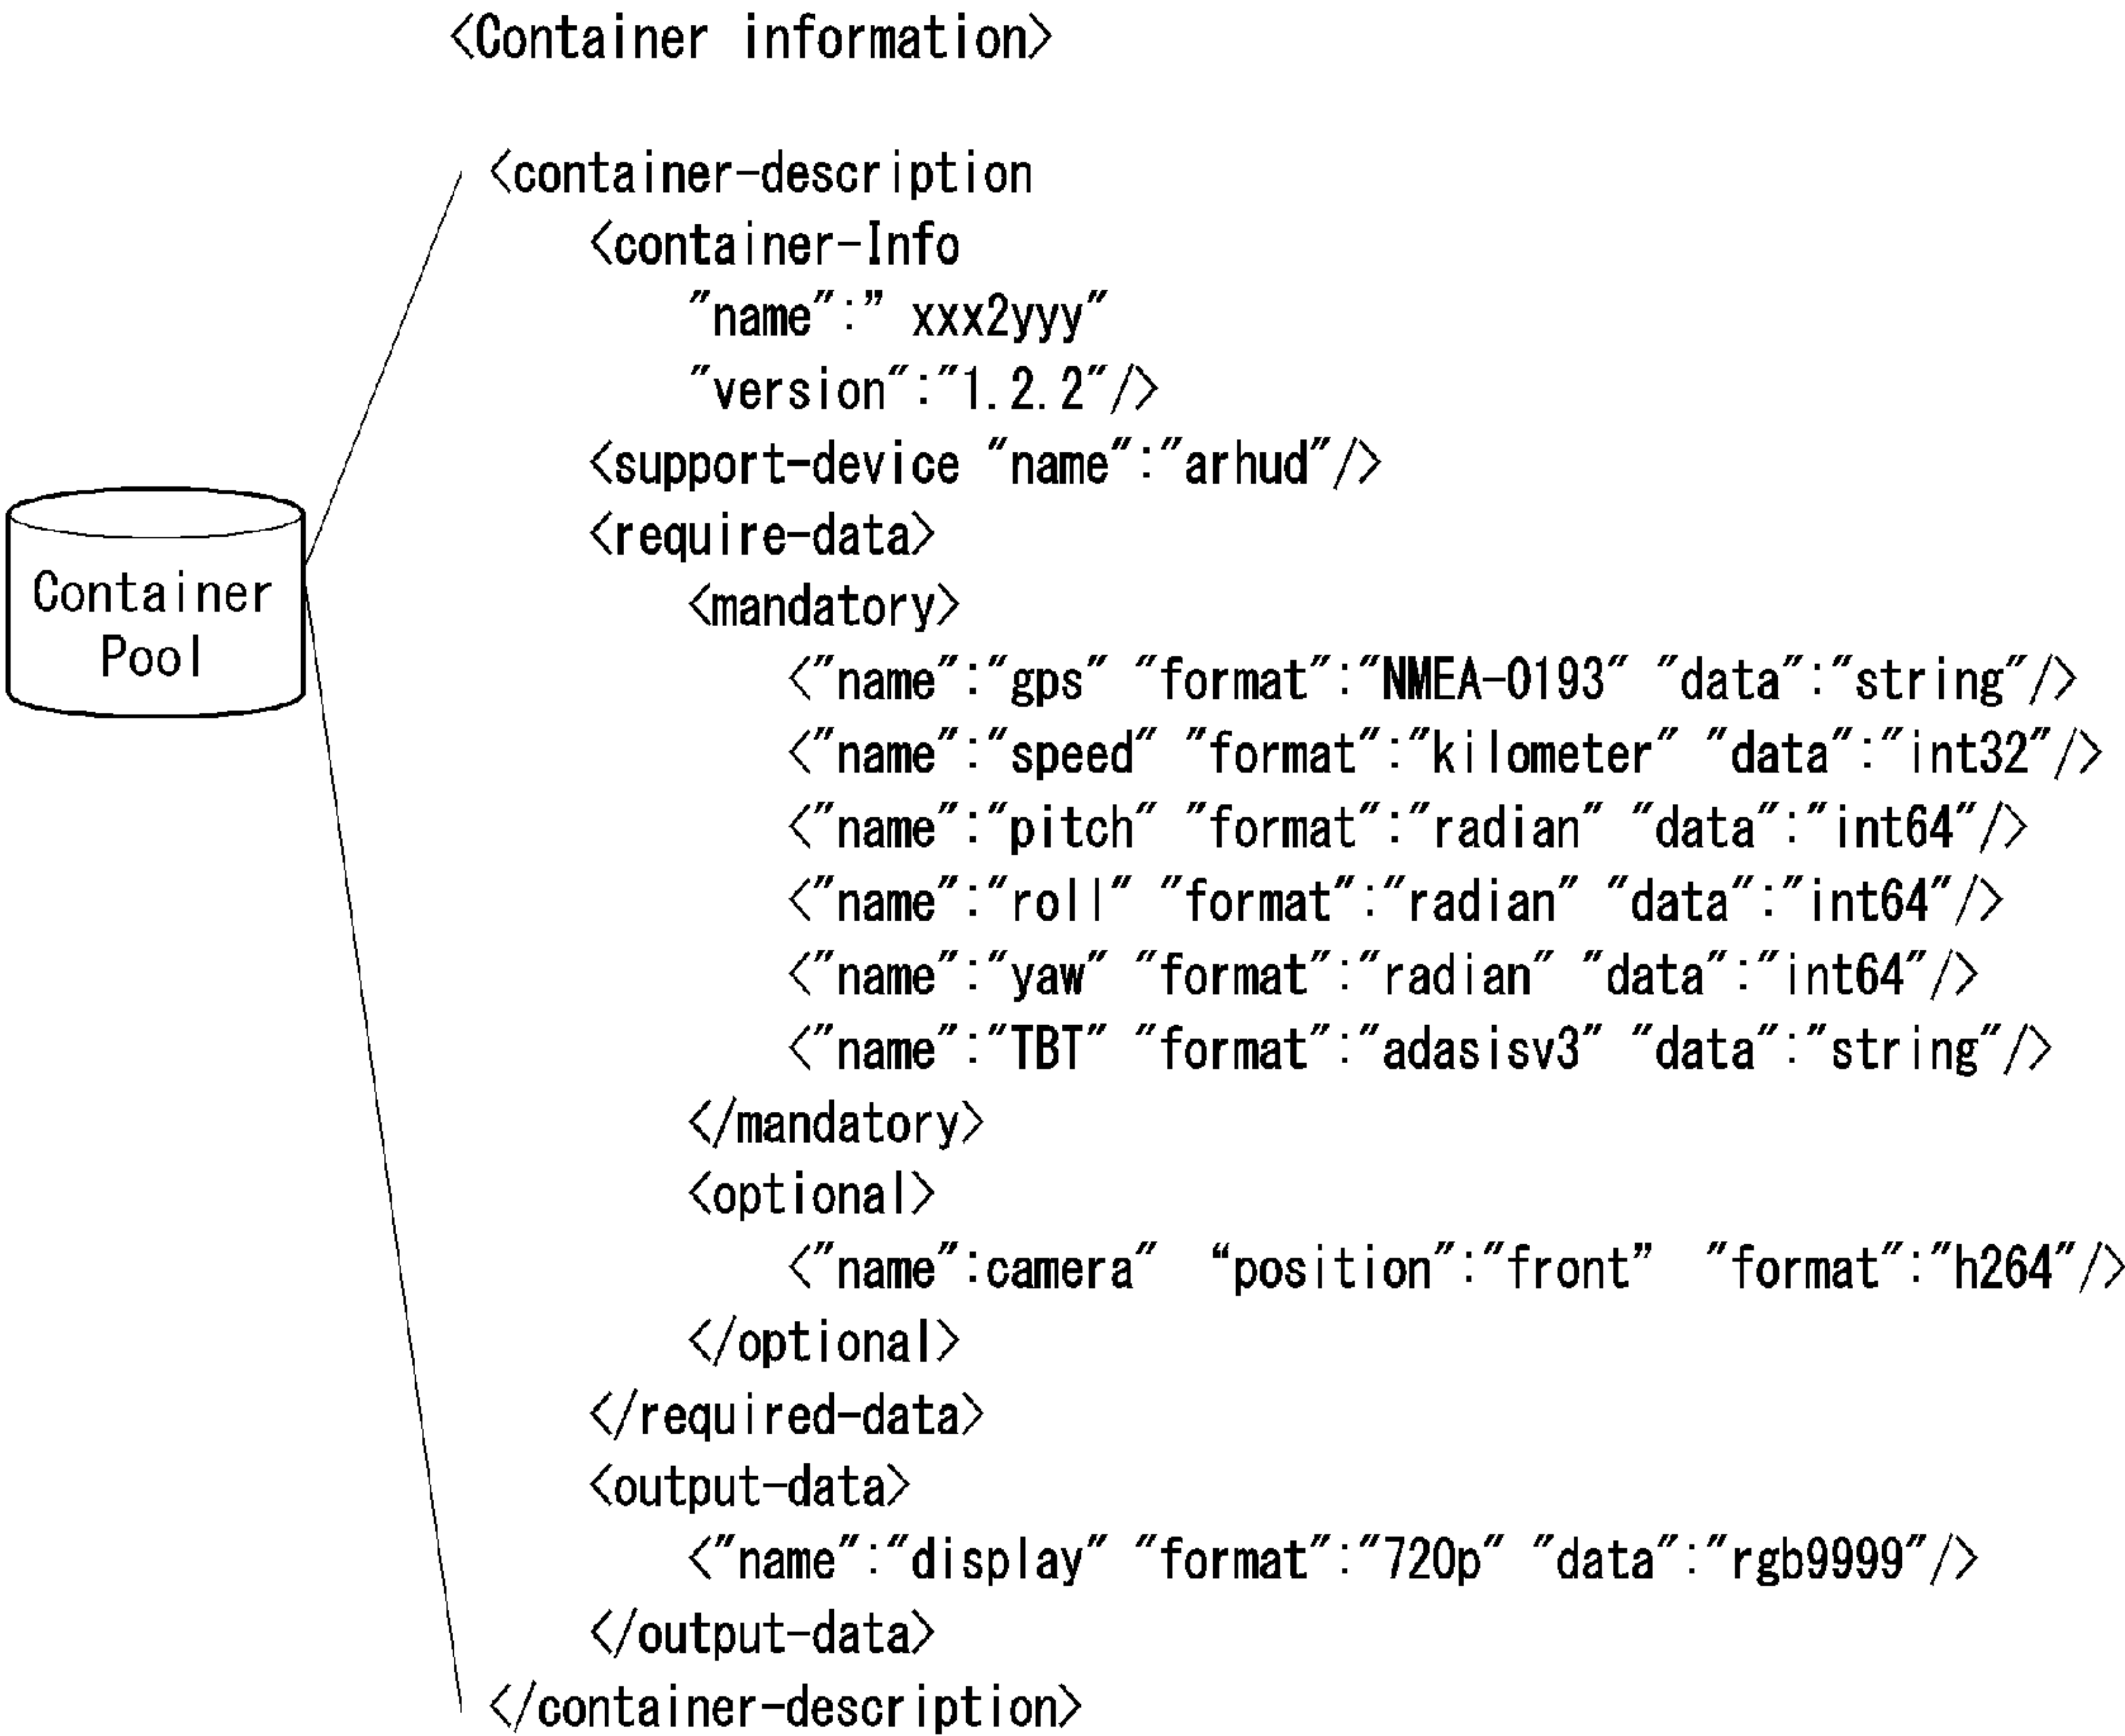 <Container information>
<container-description
<container-Info
"name":” xxx2yyy"
"version":"1.2.2"/>
<support-device "name":"arhud"/>
<require-data>
<mandatory>
<"name":"gps" "format":"NMEA-0193" "data":"string"/>
<"name":"speed" "format":"kilometer" "data":"int32"/>
<"name":"pitch" "format":"radian" "data":"int64"/>
<"name":"roll" "format":"radian" "data":"int64"/>
<"name":"yaw" "format":"radian" "data":"int64"/>
<"name":"TBT" "format":"adasisv3" "data":"string"/>
</mandatory>
<optional>
<"name":camera" “position":"front” "format":"h264"/>
</optional>
</required-data>
<output-data>
<"name":"display" "format":"720p" "data":"rgb9999"/>
</output-data>
</container-description>
Container
Pool